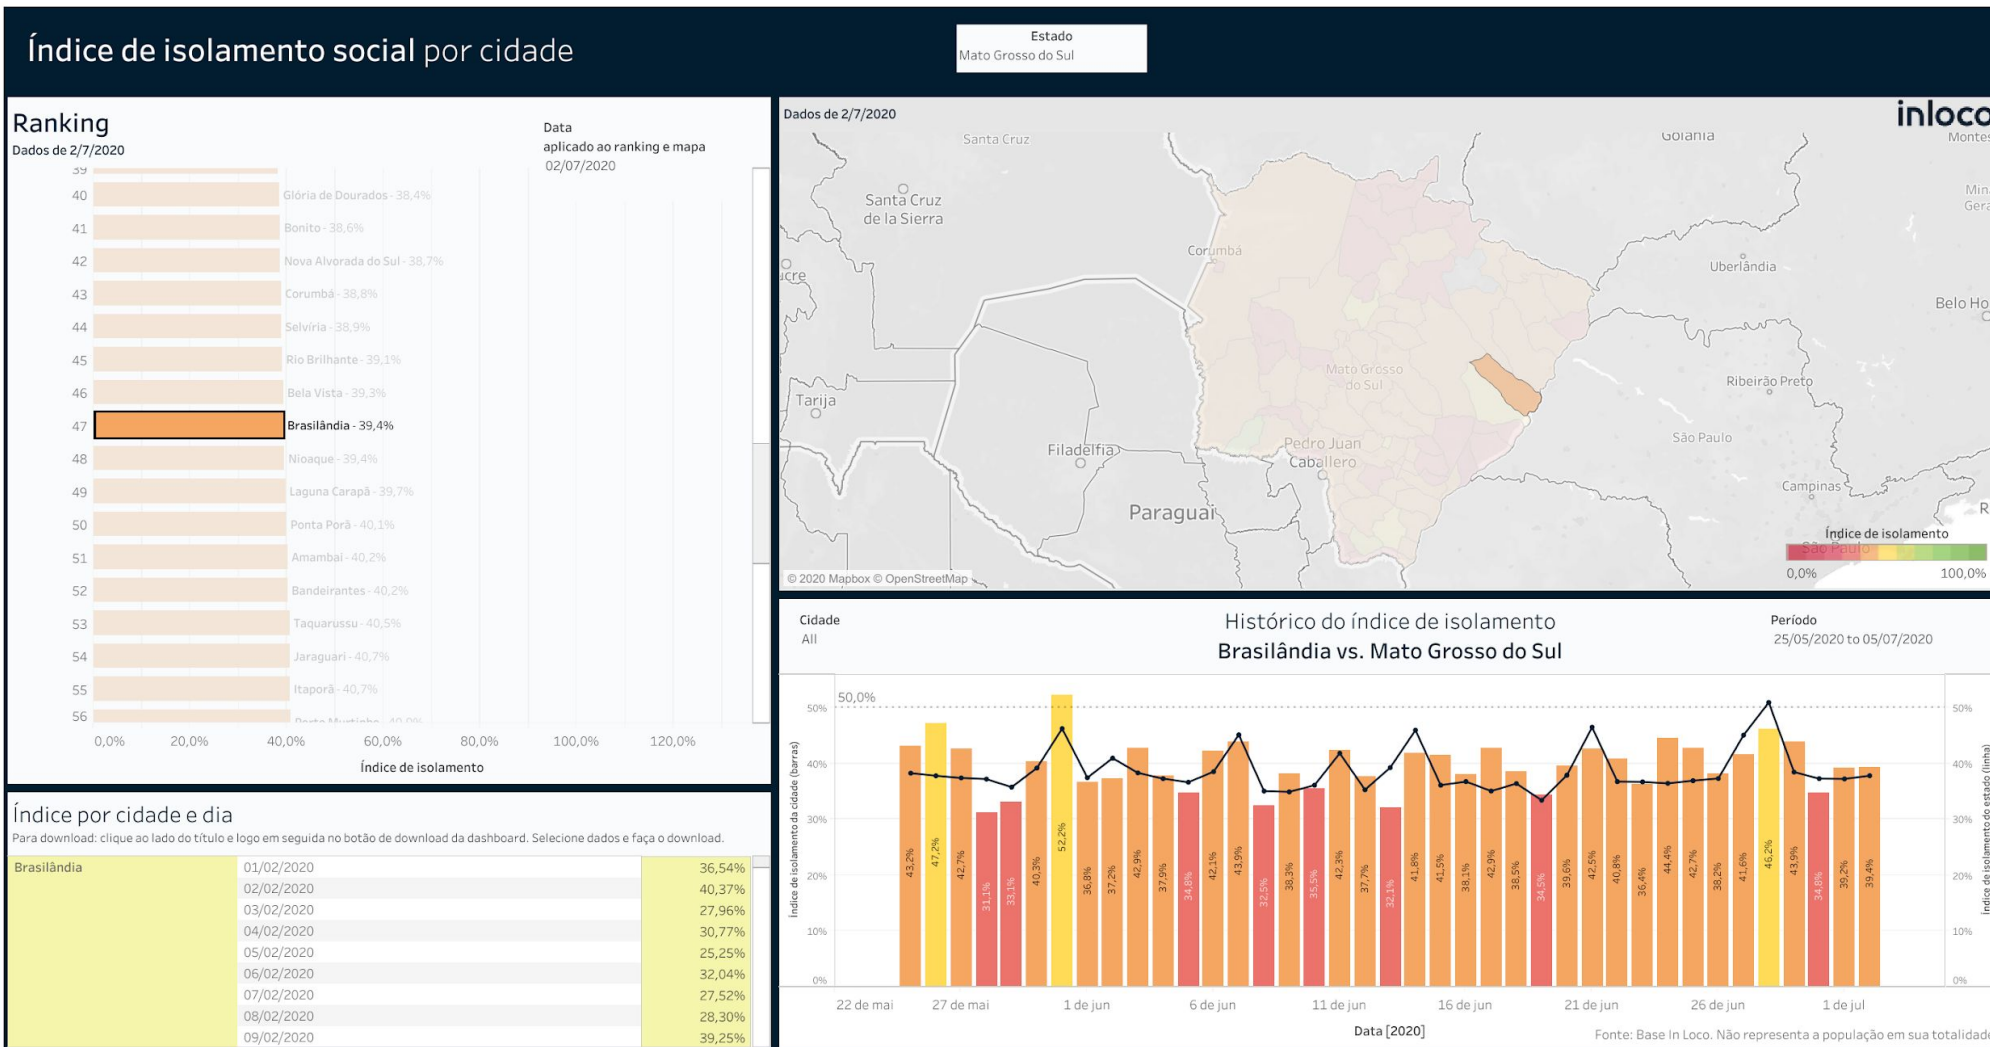 Índice de isolamento social por cidade
Estado
Mato Grosso do Sul
Ranking
Dados de 2/7/2020
Data
aplicado ao ranking e mapa
02/07/2020
39
40 Glória de Dourados - 38,4%
41 Bonito - 38,6%
42 Nova Alvorada do Sul - 38,7%
43 Corumbá - 38,8%
44 Selvíria - 38,9%
45 Rio Brilhante - 39,1%
46 Bela Vista - 39,3%
47 Brasilândia - 39,4%
48 Nioaque - 39,4%
49 Laguna Carapã - 39,7%
50 Ponta Porã - 40,1%
51 Amambai - 40,2%
52 Bandeirantes - 40,2%
53 Taquarussu - 40,5%
54 Jaraguari - 40,7%
55 Itaporã - 40,7%
56 Porto Murtinho
0,0% 20,0% 40,0% 60,0% 80,0% 100,0% 120,0%
Índice de isolamento
Índice por cidade e dia
Para download: clique ao lado do título e logo em seguida no botão de download da dashboard. Selecione dados e faça o download.
Brasilândia 01/02/2020 36,54%
02/02/2020 40,37%
03/02/2020 27,96%
04/02/2020 30,77%
05/02/2020 25,25%
06/02/2020 32,04%
07/02/2020 27,52%
08/02/2020 28,30%
09/02/2020 39,25%
Dados de 2/7/2020
inloco
Santa Cruz
Goiânia
Montes
Santa Cruz
de la Sierra
Min
Gera
Corumbá
ucre
Uberlândia
Belo Ho
Mato Grosso
do Sul
Ribeirão Preto
Tarija
São Paulo
Filadélfia
Pedro Juan
Caballero
Campinas
Paraguai
R
Índice de isolamento
São Paulo
0,0% 100,0%
© 2020 Mapbox © OpenStreetMap
Cidade
All
Histórico do índice de isolamento
Brasilândia vs. Mato Grosso do Sul
Período
25/05/2020 to 05/07/2020
Índice de isolamento da cidade (barras)
50%
40%
30%
20%
10%
0%
50,0%
43,2%
47,2%
42,7%
31,1%
33,1%
40,3%
52,2%
36,8%
37,2%
42,9%
37,9%
34,8%
42,1%
43,9%
32,5%
38,3%
35,5%
42,3%
37,7%
32,1%
41,8%
41,5%
38,1%
42,9%
38,5%
34,5%
39,6%
42,5%
40,8%
36,4%
44,4%
42,7%
38,2%
41,6%
46,2%
43,9%
34,8%
39,2%
39,4%
50%
40%
30%
20%
10%
0%
Índice de isolamento do estado (linha)
22 de mai 27 de mai 1 de jun 6 de jun 11 de jun 16 de jun 21 de jun 26 de jun 1 de jul
Data [2020]
Fonte: Base In Loco. Não representa a população em sua totalidade